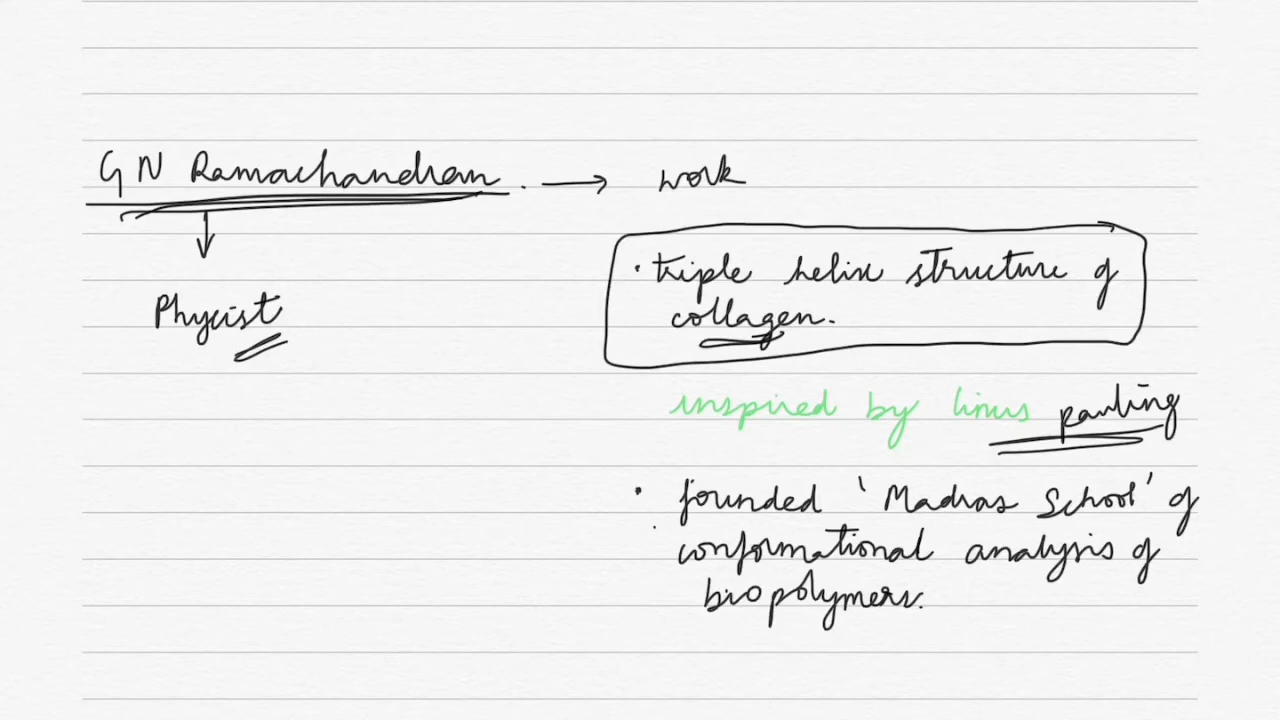 G N Ramachandran. → work
Phycist
• triple helix structure of
collagen.
inspired by linus pauling
• founded 'Madras School' of
conformational analysis of
biopolymers.